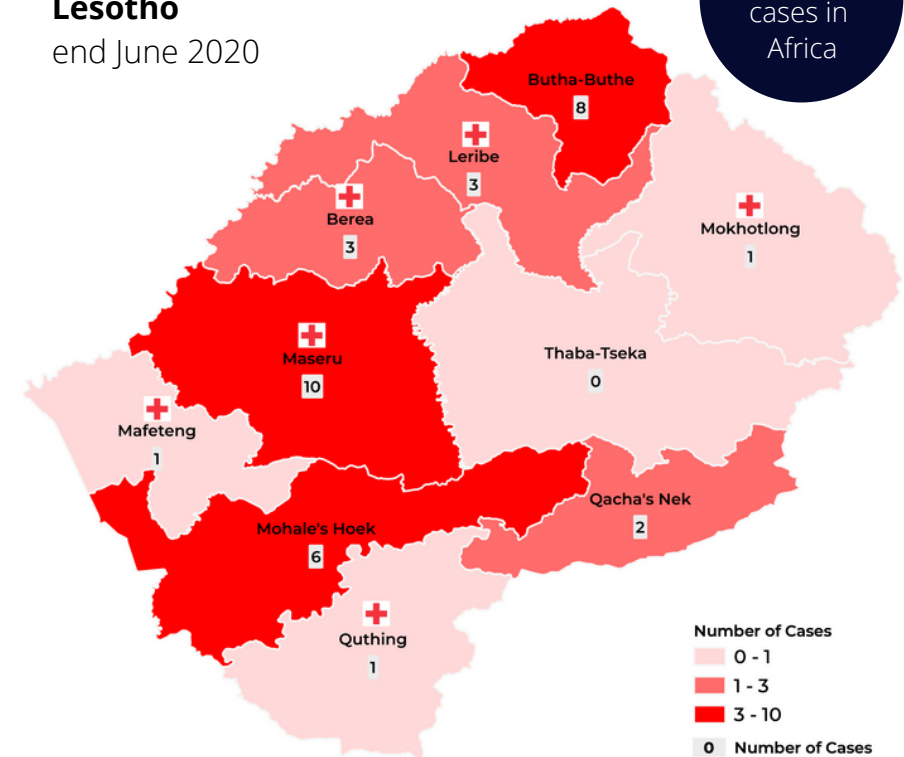 Lesotho
end June 2020
cases in
Africa
Butha-Buthe
8
Leribe
3
Berea
3
Mokhotlong
1
Maseru
10
Thaba-Tseka
0
Mafeteng
1
Qacha's Nek
2
Mohale's Hoek
6
Quthing
1
Number of Cases
0 - 1
1 - 3
3 - 10
0 Number of Cases